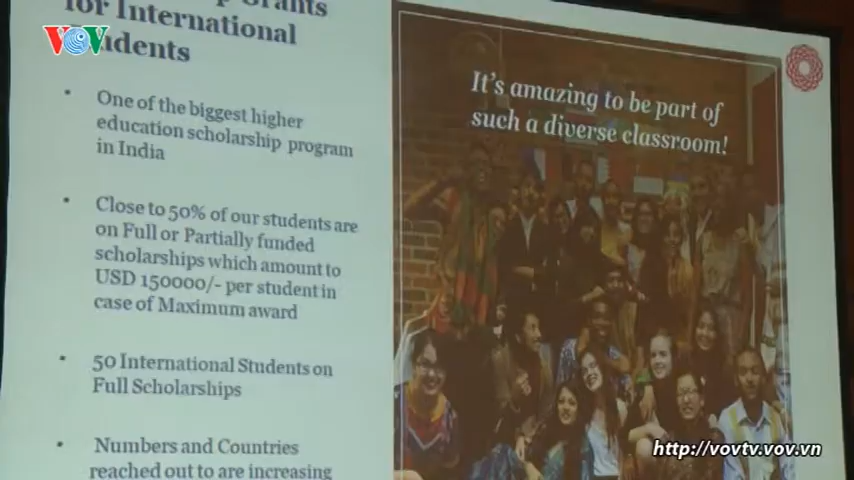 Grants
for International
Students
VOV
• One of the biggest higher
education scholarship program
in India
• Close to 50% of our students are
on Full or Partially funded
scholarships which amount to
USD 150000/- per student in
case of Maximum award
• 50 International Students on
Full Scholarships
• Numbers and Countries
reached out to are increasing
It's amazing to be part of
such a diverse classroom!
http://vovtv.vov.vn